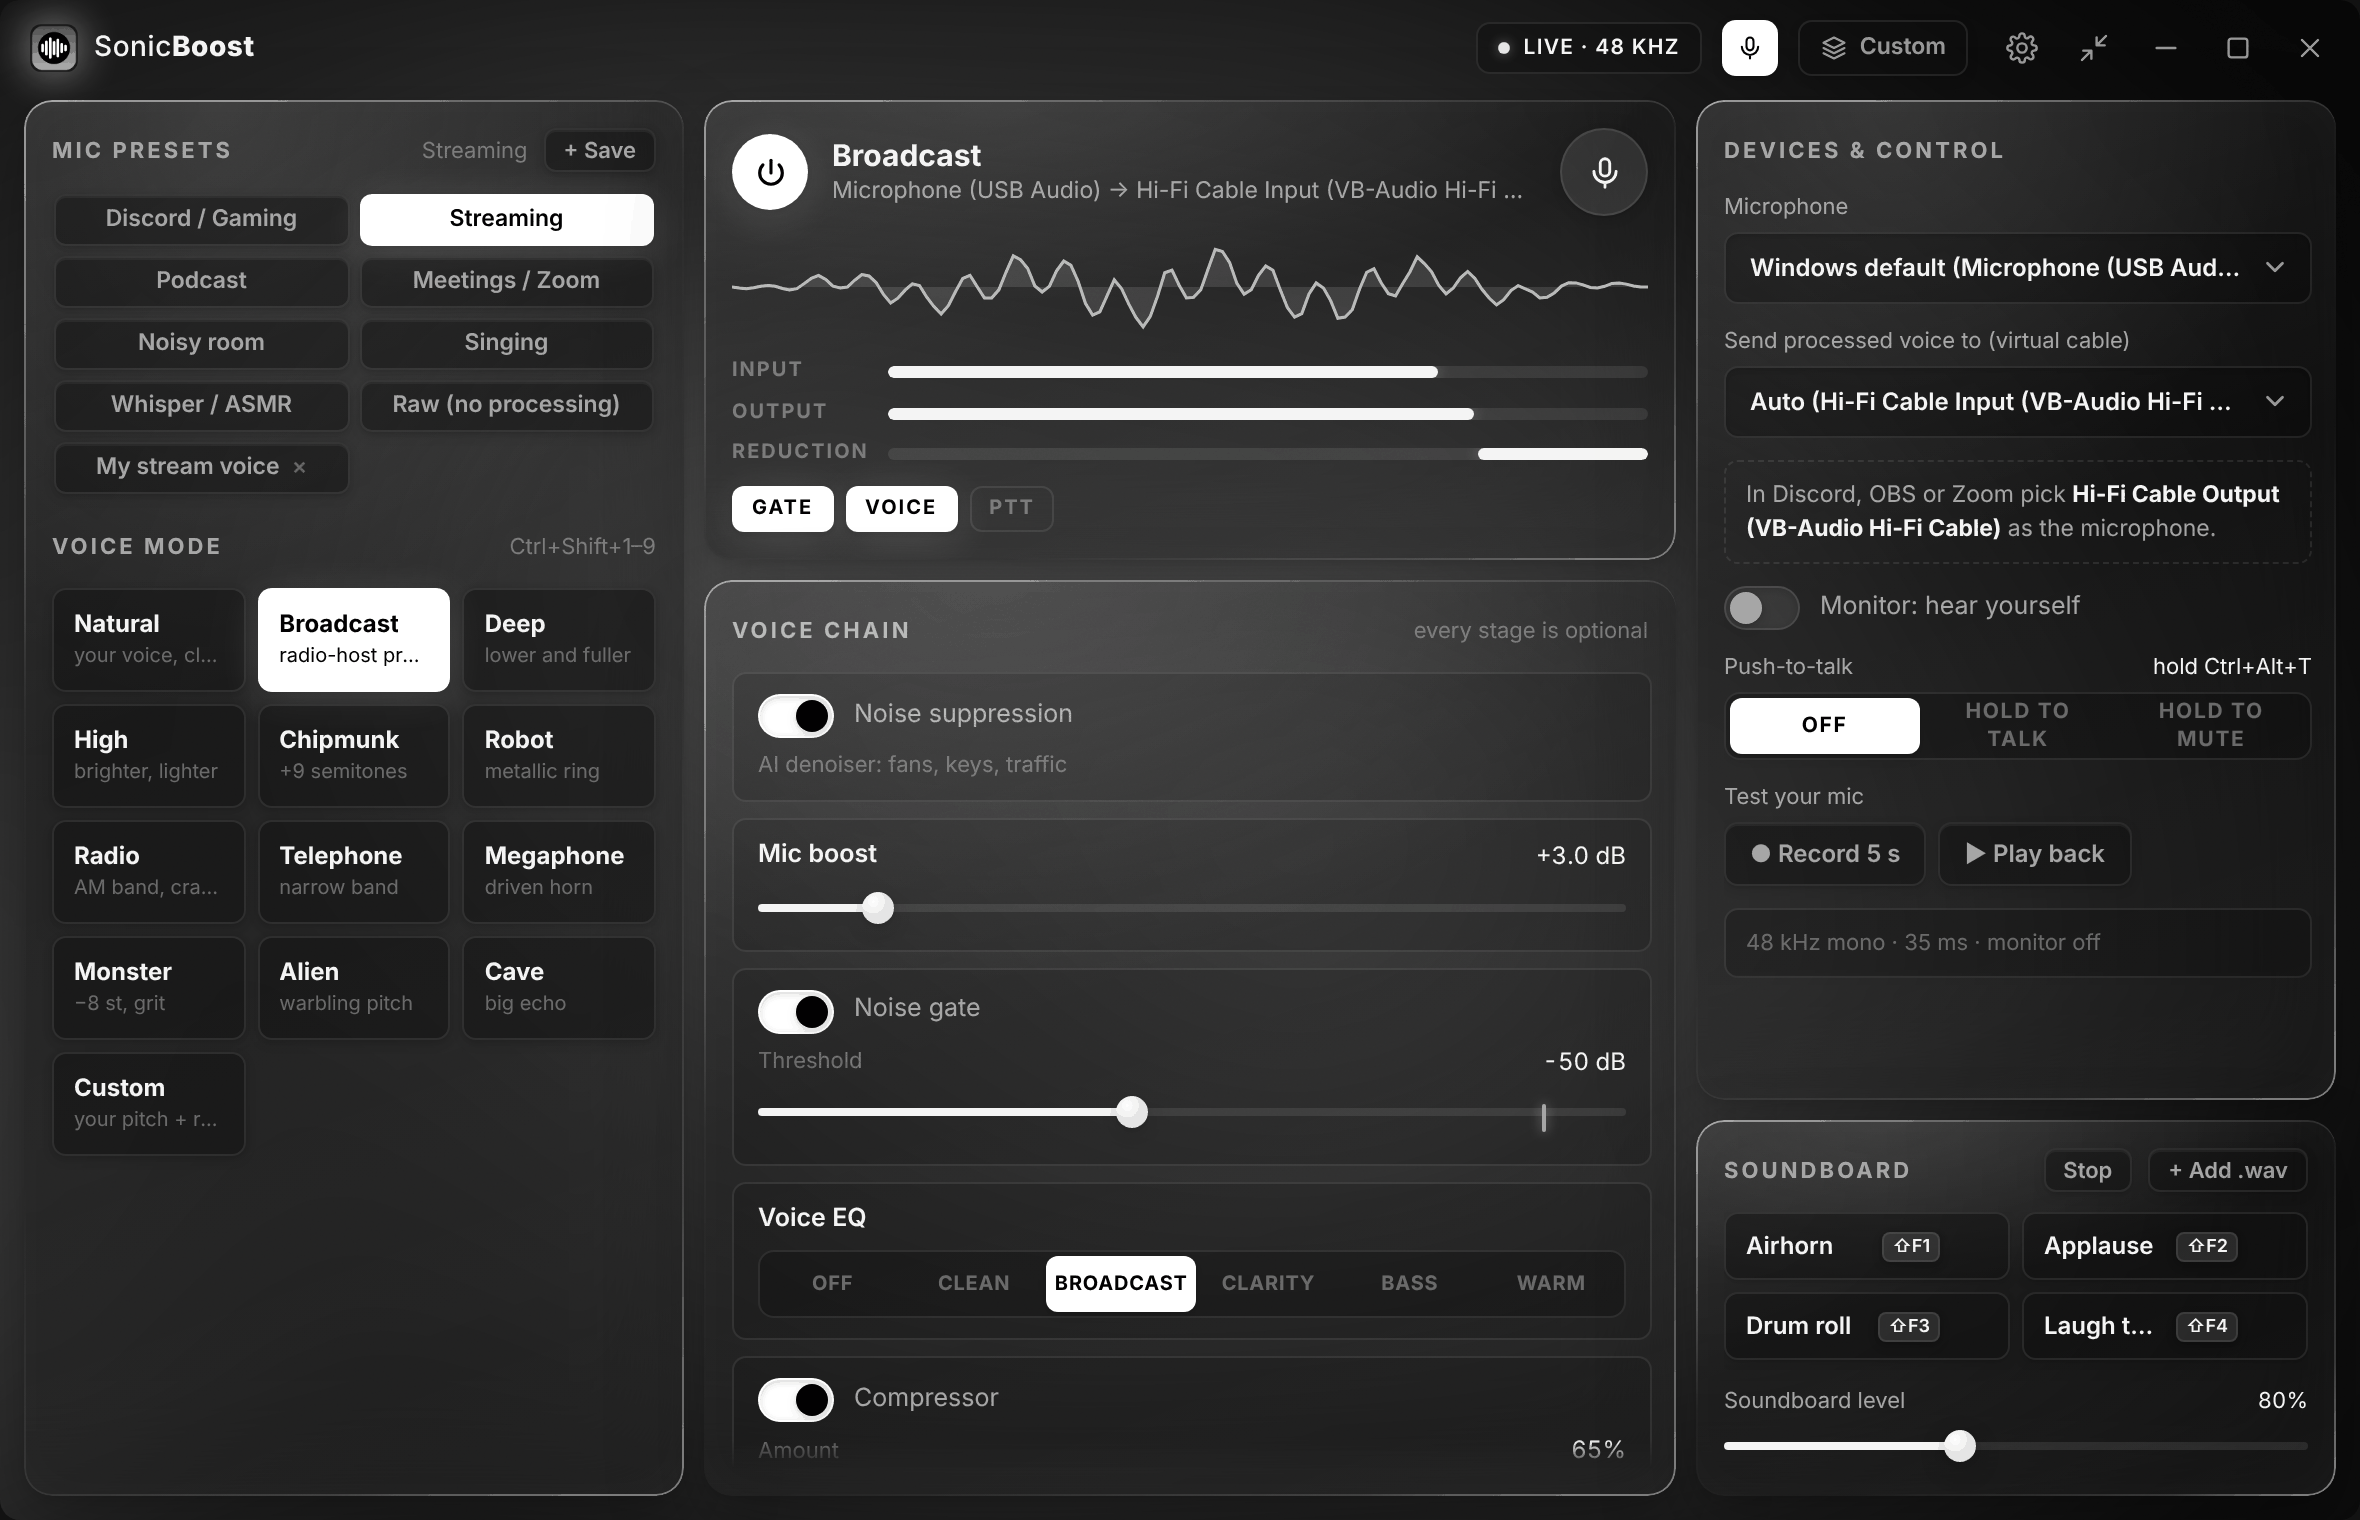 SonicBoost
LIVE · 48 KHZ
Custom
MIC PRESETS
Streaming
+ Save
Discord / Gaming
Streaming
Podcast
Meetings / Zoom
Noisy room
Singing
Whisper / ASMR
Raw (no processing)
My stream voice ×
VOICE MODE
Ctrl+Shift+1–9
Natural
your voice, cl...
Broadcast
radio-host pr...
Deep
lower and fuller
High
brighter, lighter
Chipmunk
+9 semitones
Robot
metallic ring
Radio
AM band, cra...
Telephone
narrow band
Megaphone
driven horn
Monster
−8 st, grit
Alien
warbling pitch
Cave
big echo
Custom
your pitch + r...
Broadcast
Microphone (USB Audio) → Hi-Fi Cable Input (VB-Audio Hi-Fi ...
INPUT
OUTPUT
REDUCTION
GATE
VOICE
PTT
VOICE CHAIN
every stage is optional
Noise suppression
AI denoiser: fans, keys, traffic
Mic boost
+3.0 dB
Noise gate
Threshold
-50 dB
Voice EQ
OFF
CLEAN
BROADCAST
CLARITY
BASS
WARM
Compressor
Amount
65%
DEVICES & CONTROL
Microphone
Windows default (Microphone (USB Aud...
Send processed voice to (virtual cable)
Auto (Hi-Fi Cable Input (VB-Audio Hi-Fi ...
In Discord, OBS or Zoom pick Hi-Fi Cable Output
(VB-Audio Hi-Fi Cable) as the microphone.
Monitor: hear yourself
Push-to-talk
hold Ctrl+Alt+T
OFF
HOLD TO
TALK
HOLD TO
MUTE
Test your mic
● Record 5 s
▶ Play back
48 kHz mono · 35 ms · monitor off
SOUNDBOARD
Stop
+ Add .wav
Airhorn
⇧F1
Applause
⇧F2
Drum roll
⇧F3
Laugh t...
⇧F4
Soundboard level
80%